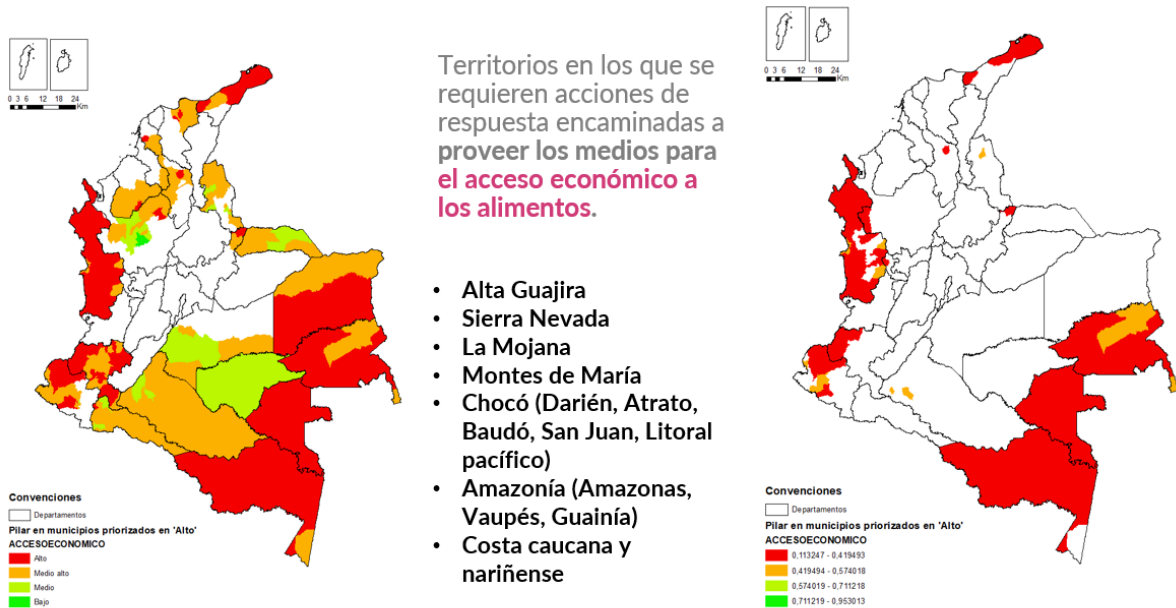 0 3 6 12 18 24
Km
Convenciones
Departamentos
Pilar en municipios priorizados en 'Alto'
ACCESOECONOMICO
Alto
Medio alto
Medio
Bajo
Territorios en los que se
requieren acciones de
respuesta encaminadas a
proveer los medios para
el acceso económico a
los alimentos.
• Alta Guajira
• Sierra Nevada
• La Mojana
• Montes de María
• Chocó (Darién, Atrato,
Baudó, San Juan, Litoral
pacífico)
• Amazonía (Amazonas,
Vaupés, Guainía)
• Costa caucana y
nariñense
0 3 6 12 18 24
Km
Convenciones
Departamentos
Pilar en municipios priorizados en 'Alto'
ACCESOECONOMICO
0,113247 - 0,419493
0,419494 - 0,574018
0,574019 - 0,711218
0,711219 - 0,953013